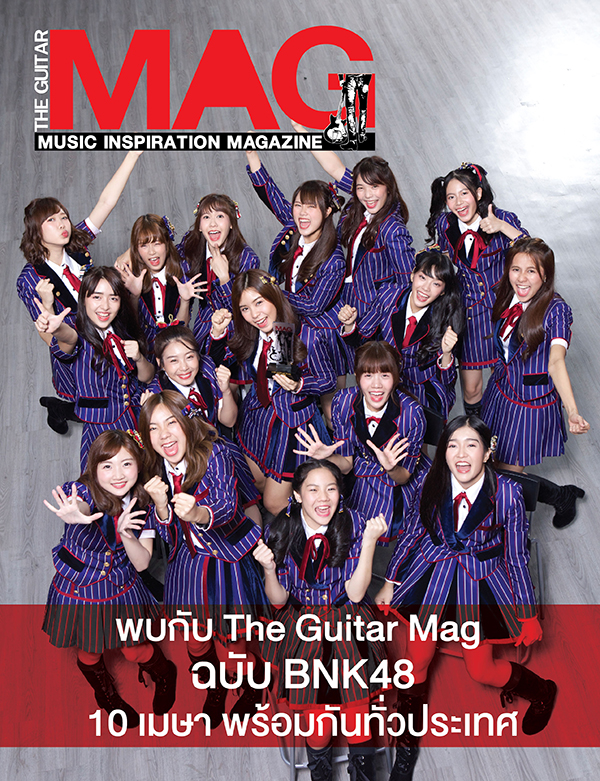 THE GUITAR
MAG
MUSIC INSPIRATION MAGAZINE
พบกับ The Guitar Mag
ฉบับ BNK48
10 เมษา พร้อมกันทั่วประเทศ